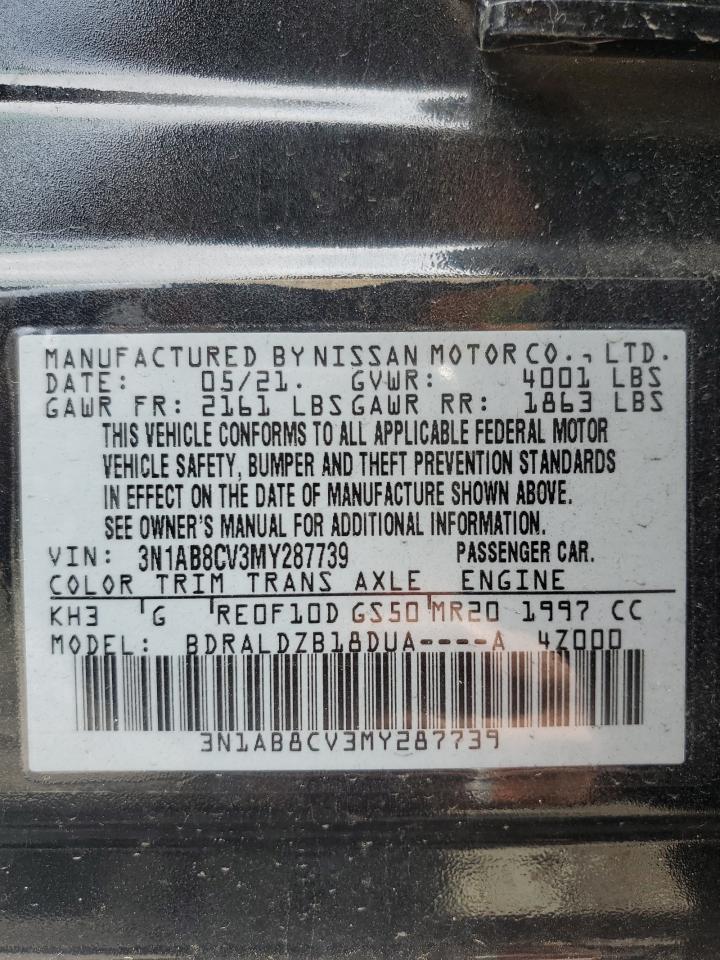 MANUFACTURED BY NISSAN MOTOR CO., LTD.
DATE: 05/21. GVWR: 4001 LBS
GAWR FR: 2161 LBS GAWR RR: 1863 LBS
THIS VEHICLE CONFORMS TO ALL APPLICABLE FEDERAL MOTOR
VEHICLE SAFETY, BUMPER AND THEFT PREVENTION STANDARDS
IN EFFECT ON THE DATE OF MANUFACTURE SHOWN ABOVE.
SEE OWNER'S MANUAL FOR ADDITIONAL INFORMATION.
VIN: 3N1AB8CV3MY287739 PASSENGER CAR.
COLOR TRIM TRANS AXLE ENGINE
KH3 G RE0F10D GS50 MR20 1997 CC
MODEL: BDRALDZB18DUA----A 4Z000
3N1AB8CV3MY287739